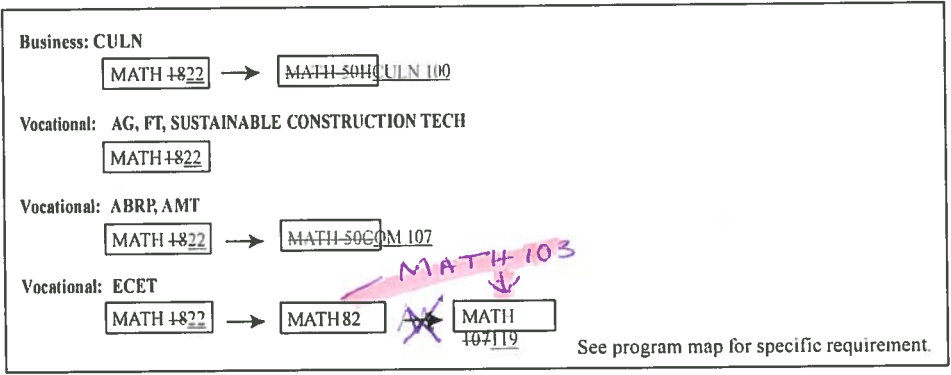 Business: CULN
MATH 1822 → MATH 50HCULN 100
Vocational: AG, FT, SUSTAINABLE CONSTRUCTION TECH
MATH 1822
Vocational: ABRP, AMT
MATH 1822 → MATH 50COM 107
MATH 103
Vocational: ECET
MATH 1822 → MATH 82 → MATH
107119
See program map for specific requirement.